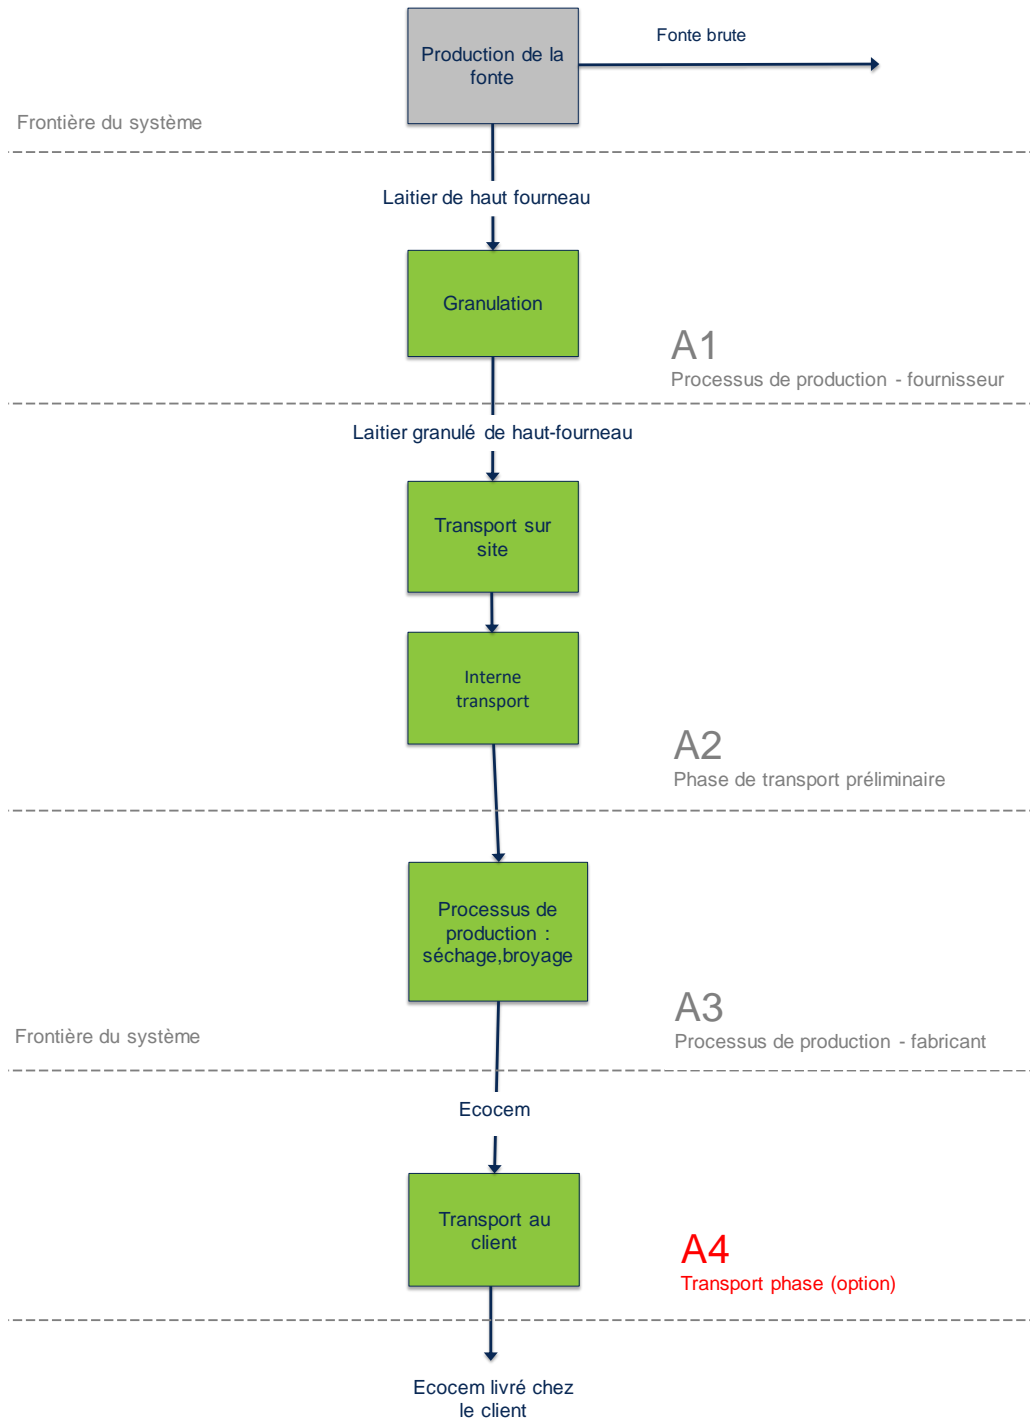 Production de la
fonte
Fonte brute
Frontière du système
Laitier de haut fourneau
Granulation
A1
Processus de production - fournisseur
Laitier granulé de haut-fourneau
Transport sur
site
Interne
transport
A2
Phase de transport préliminaire
Processus de
production :
séchage,broyage
A3
Processus de production - fabricant
Frontière du système
Ecocem
Transport au
client
A4
Transport phase (option)
Ecocem livré chez
le client